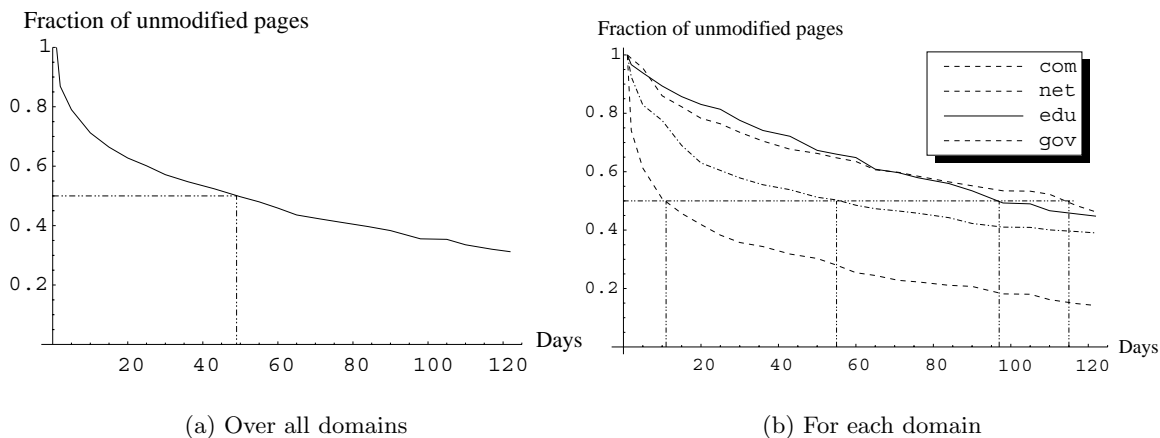 Fraction of unmodified pages
1
0.8
0.6
0.4
0.2
20 40 60 80 100 120
Days
(a) Over all domains
Fraction of unmodified pages
1
0.8
0.6
0.4
0.2
com
net
edu
gov
20 40 60 80 100 120
Days
(b) For each domain